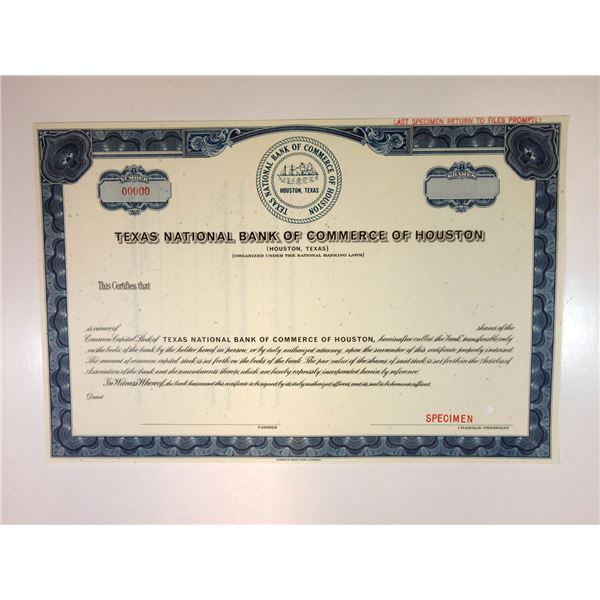 LAST SPECIMEN RETURN TO FILES PROMPTLY
NUMBER
00000
TEXAS NATIONAL BANK OF COMMERCE OF HOUSTON
HOUSTON, TEXAS
SHARES
TEXAS NATIONAL BANK OF COMMERCE OF HOUSTON
(HOUSTON, TEXAS)
(ORGANIZED UNDER THE NATIONAL BANKING LAWS)
This Certifies that
is owner of shares of the
Common Capital Stock of TEXAS NATIONAL BANK OF COMMERCE OF HOUSTON, hereinafter called the "bank," transferable only
on the books of the bank by the holder hereof in person, or by duly authorized attorney, upon the surrender of this certificate properly indorsed.
The amount of common capital stock is set forth on the books of the bank. The par value of the shares of said stock is set forth in the Articles of
Association of the bank and the amendments thereto, which are hereby expressly incorporated herein by reference.
In Witness Whereof, the bank has caused this certificate to be signed by its duly authorized officers, and its seal to be hereunto affixed.
Dated
SPECIMEN
CASHIER
CHAIRMAN-PRESIDENT